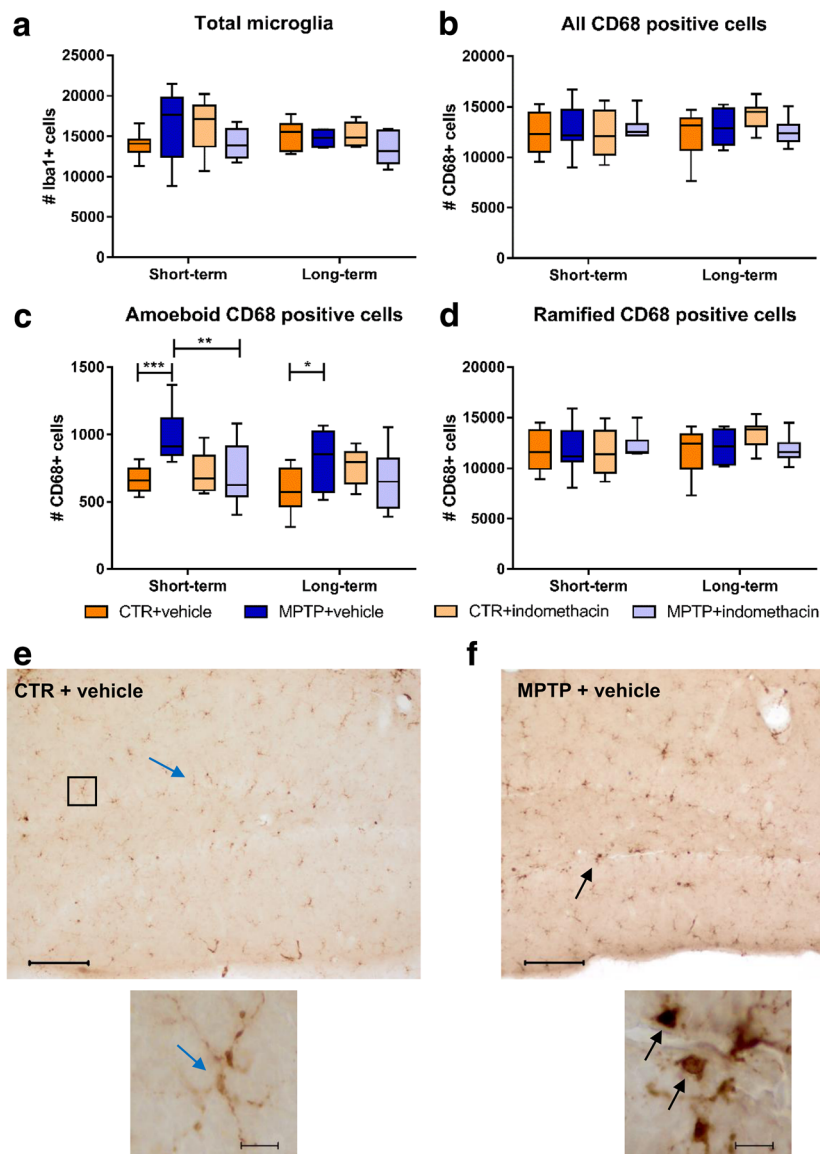 a
Total microglia
# Iba1+ cells
25000
20000
15000
10000
5000
0
Short-term
Long-term
b
All CD68 positive cells
# CD68+ cells
20000
15000
10000
5000
0
Short-term
Long-term
c
Amoeboid CD68 positive cells
# CD68+ cells
1500
1000
500
0
***
**
*
Short-term
Long-term
d
Ramified CD68 positive cells
# CD68+ cells
20000
15000
10000
5000
0
Short-term
Long-term
CTR+vehicle MPTP+vehicle CTR+indomethacin MPTP+indomethacin
e
CTR + vehicle
f
MPTP + vehicle